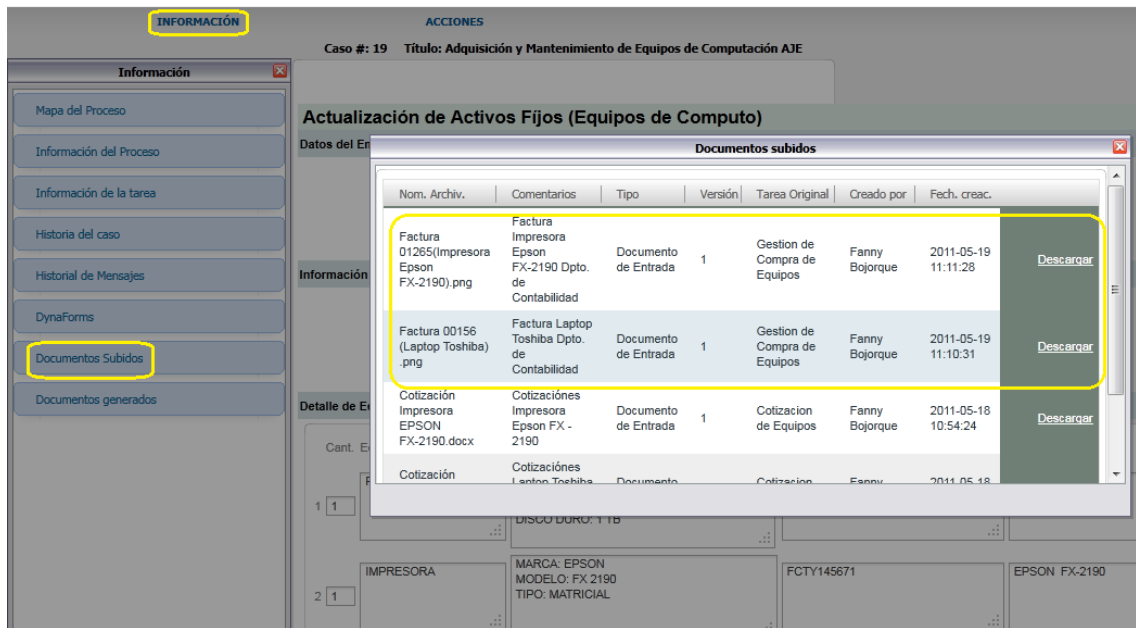 INFORMACIÓN ACCIONES
Caso #: 19 Título: Adquisición y Mantenimiento de Equipos de Computación AJE
Información
Mapa del Proceso
Información del Proceso
Información de la tarea
Historia del caso
Historial de Mensajes
DynaForms
Documentos Subidos
Documentos generados
Actualización de Activos Fíjos (Equipos de Computo)
Datos del
Información
Detalle de
Cant.
Documentos subidos
Nom. Archiv. Comentarios Tipo Versión Tarea Original Creado por Fech. creac.
Factura
01265(Impresora
Epson
FX-2190).png
Factura
Impresora
Epson
FX-2190 Dpto.
de
Contabilidad
Documento
de Entrada
1
Gestion de
Compra de
Equipos
Fanny
Bojorque
2011-05-19
11:11:28
Descargar
Factura 00156
(Laptop Toshiba)
.png
Factura Laptop
Toshiba Dpto.
de
Contabilidad
Documento
de Entrada
1
Gestion de
Compra de
Equipos
Fanny
Bojorque
2011-05-19
11:10:31
Descargar
Cotización
Impresora
EPSON
FX-2190.docx
Cotizaciónes
Impresora
Epson FX -
2190
Documento
de Entrada
1
Cotizacion
de Equipos
Fanny
Bojorque
2011-05-18
10:54:24
Descargar
Cotización
Cotizaciónes
Laptop Toshiba
Documento
Cotizacion
Fanny
2011-05-18
1 1
DISCO DURO: 1 TB
2 1
IMPRESORA
MARCA: EPSON
MODELO: FX 2190
TIPO: MATRICIAL
FCTY145671
EPSON FX-2190